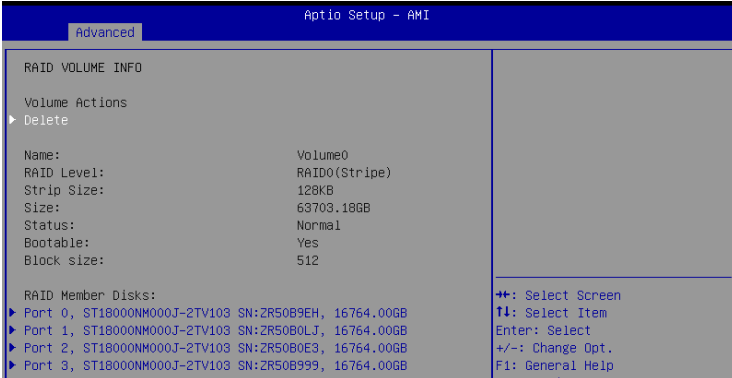 Aptio Setup - AMI
Advanced
RAID VOLUME INFO
Volume Actions
Delete
Name: Volume0
RAID Level: RAID0(Stripe)
Strip Size: 128KB
Size: 63703.18GB
Status: Normal
Bootable: Yes
Block size: 512
RAID Member Disks:
Port 0, ST18000NM000J-2TV103 SN:ZR50B9EH, 16764.00GB
Port 1, ST18000NM000J-2TV103 SN:ZR50B0LJ, 16764.00GB
Port 2, ST18000NM000J-2TV103 SN:ZR50B0E3, 16764.00GB
Port 3, ST18000NM000J-2TV103 SN:ZR50B999, 16764.00GB
→←: Select Screen
↑↓: Select Item
Enter: Select
+/-: Change Opt.
F1: General Help